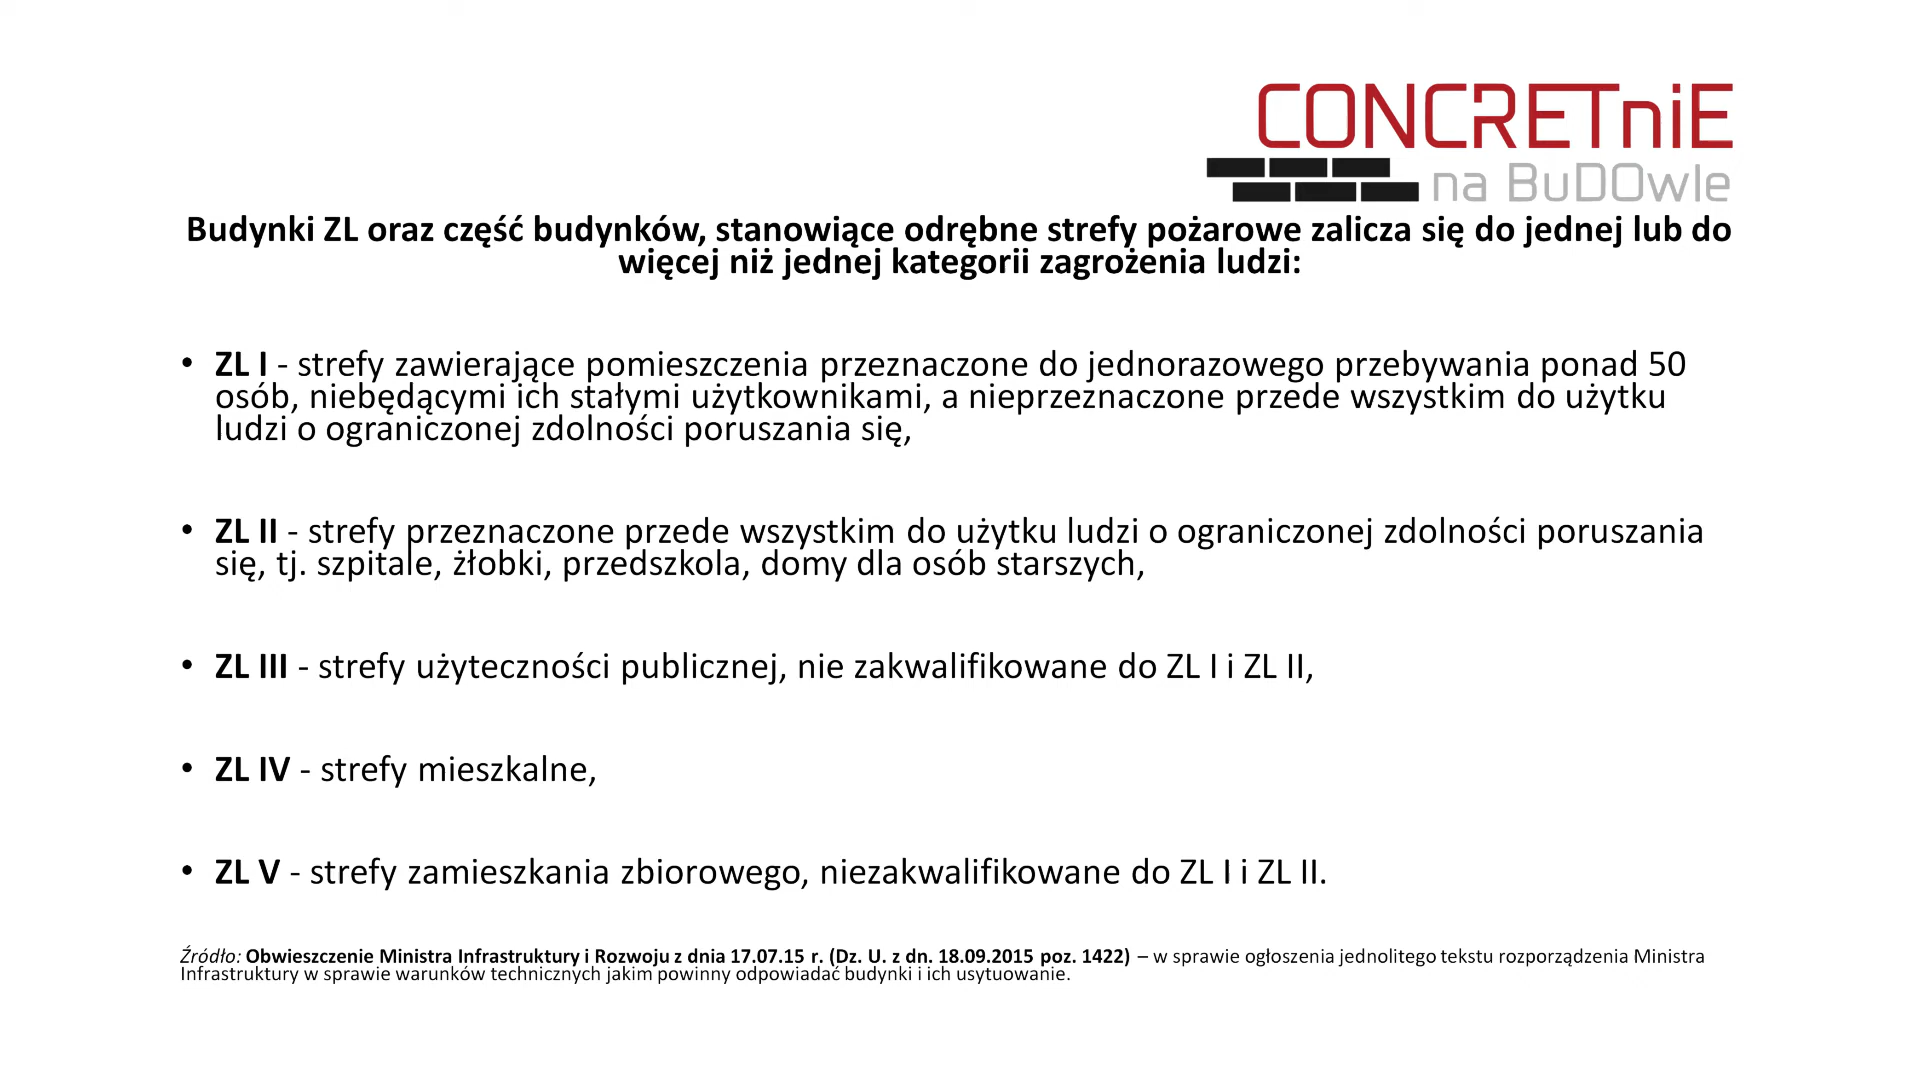 CONCRETniE
na BuDOwle
Budynki ZL oraz część budynków, stanowiące odrębne strefy pożarowe zalicza się do jednej lub do
więcej niż jednej kategorii zagrożenia ludzi:
• ZL I - strefy zawierające pomieszczenia przeznaczone do jednorazowego przebywania ponad 50
osób, niebędącymi ich stałymi użytkownikami, a nieprzeznaczone przede wszystkim do użytku
ludzi o ograniczonej zdolności poruszania się,
• ZL II - strefy przeznaczone przede wszystkim do użytku ludzi o ograniczonej zdolności poruszania
się, tj. szpitale, żłobki, przedszkola, domy dla osób starszych,
• ZL III - strefy użyteczności publicznej, nie zakwalifikowane do ZL I i ZL II,
• ZL IV - strefy mieszkalne,
• ZL V - strefy zamieszkania zbiorowego, niezakwalifikowane do ZL I i ZL II.
Źródło: Obwieszczenie Ministra Infrastruktury i Rozwoju z dnia 17.07.15 r. (Dz. U. z dn. 18.09.2015 poz. 1422) – w sprawie ogłoszenia jednolitego tekstu rozporządzenia Ministra
Infrastruktury w sprawie warunków technicznych jakim powinny odpowiadać budynki i ich usytuowanie.